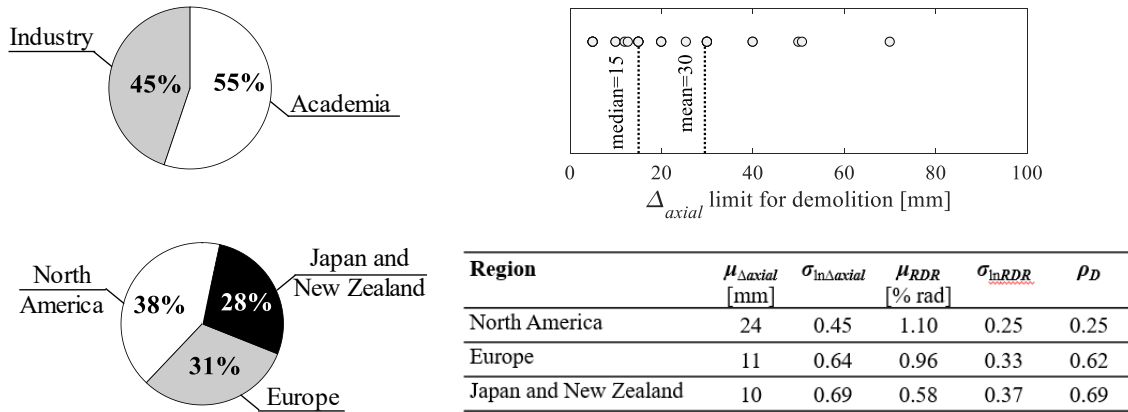 Industry
45%
55%
Academia
median=15
mean=30
0 20 40 60 80 100
Δaxial limit for demolition [mm]
North
America
38%
Japan and
New Zealand
28%
31%
Europe
Region μΔaxial σlnΔaxial μRDR σlnRDR ρD
[mm] [% rad]
North America 24 0.45 1.10 0.25 0.25
Europe 11 0.64 0.96 0.33 0.62
Japan and New Zealand 10 0.69 0.58 0.37 0.69